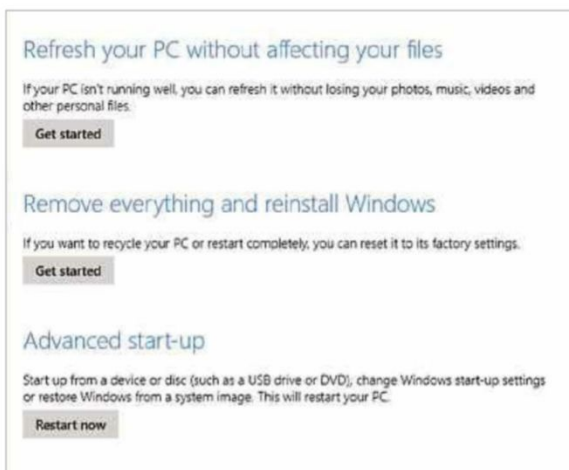 Refresh your PC without affecting your files
If your PC isn't running well, you can refresh it without losing your photos, music, videos and
other personal files.
Get started
Remove everything and reinstall Windows
If you want to recycle your PC or restart completely, you can reset it to its factory settings.
Get started
Advanced start-up
Start up from a device or disc (such as a USB drive or DVD), change Windows start-up settings
or restore Windows from a system image. This will restart your PC.
Restart now